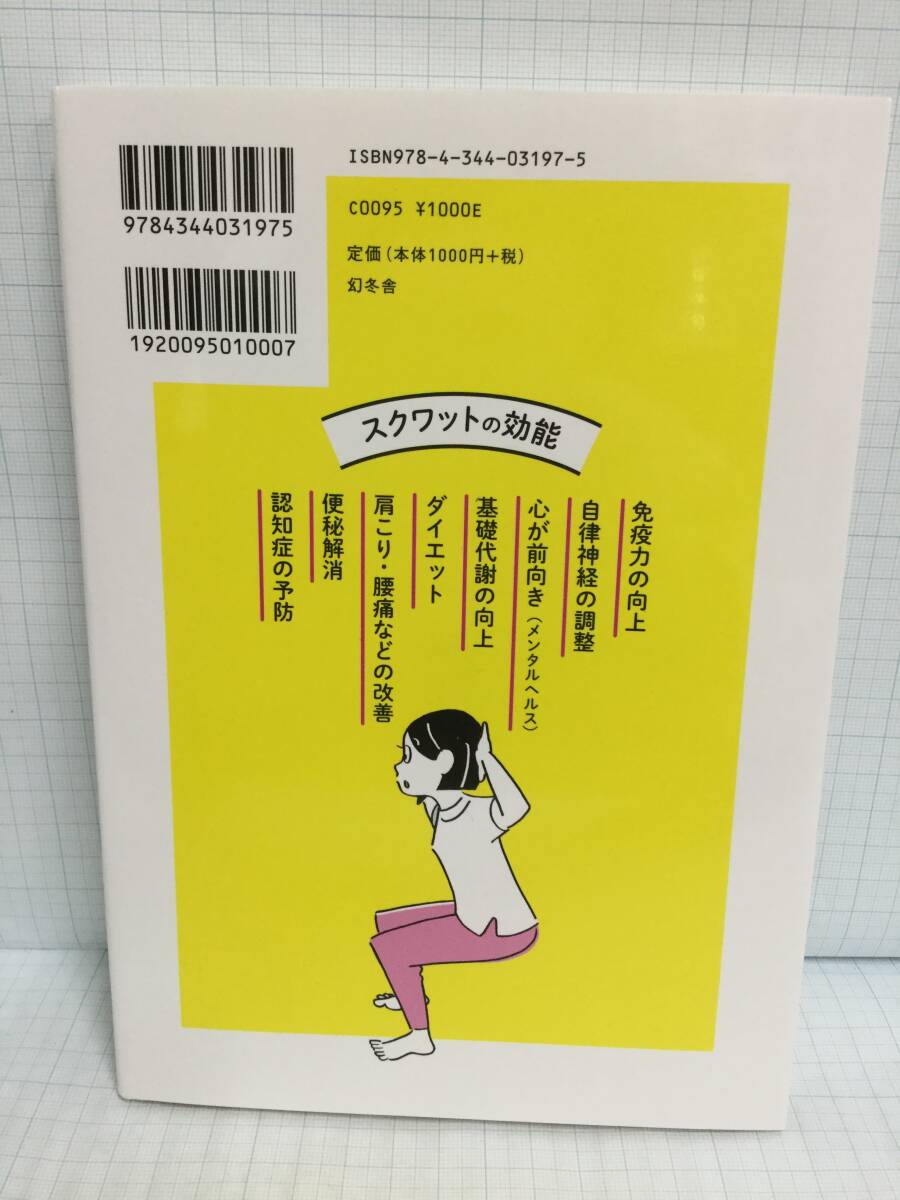 ISBN978-4-344-03197-5
9784344031975
C0095 ¥1000E
定価(本体1000円+税)
幻冬舎
1920095010007
スクワットの効能
免疫力の向上
自律神経の調整
心が前向き(メンタルヘルス)
基礎代謝の向上
ダイエット
肩こり・腰痛などの改善
便秘解消
認知症の予防